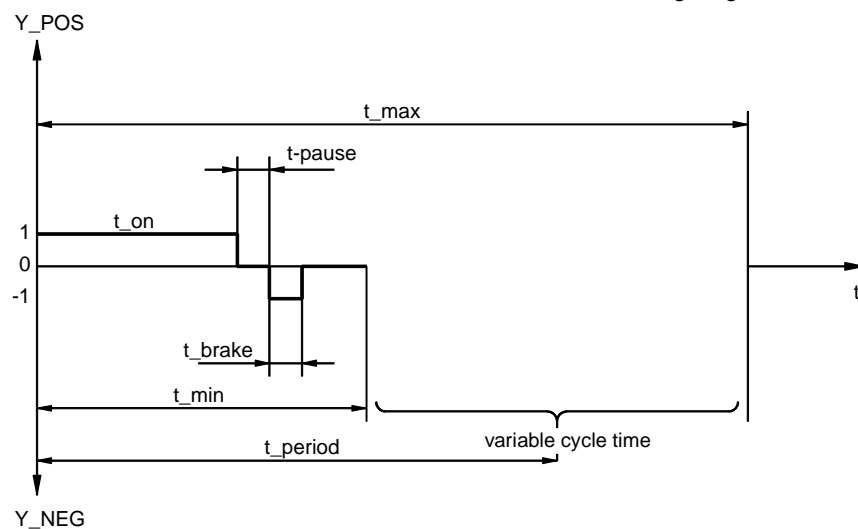 Y_POS
t_max
t-pause
t_on
1
0
-1
t
t_brake
t_min
variable cycle time
t_period
Y_NEG